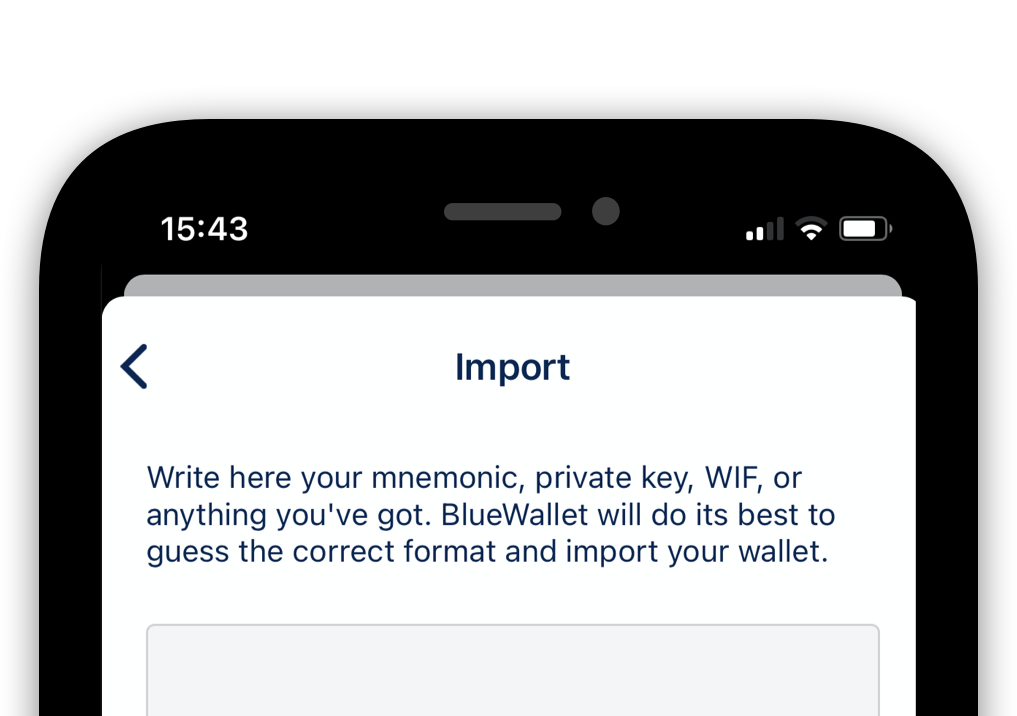 15:43
Import
Write here your mnemonic, private key, WIF, or
anything you've got. BlueWallet will do its best to
guess the correct format and import your wallet.